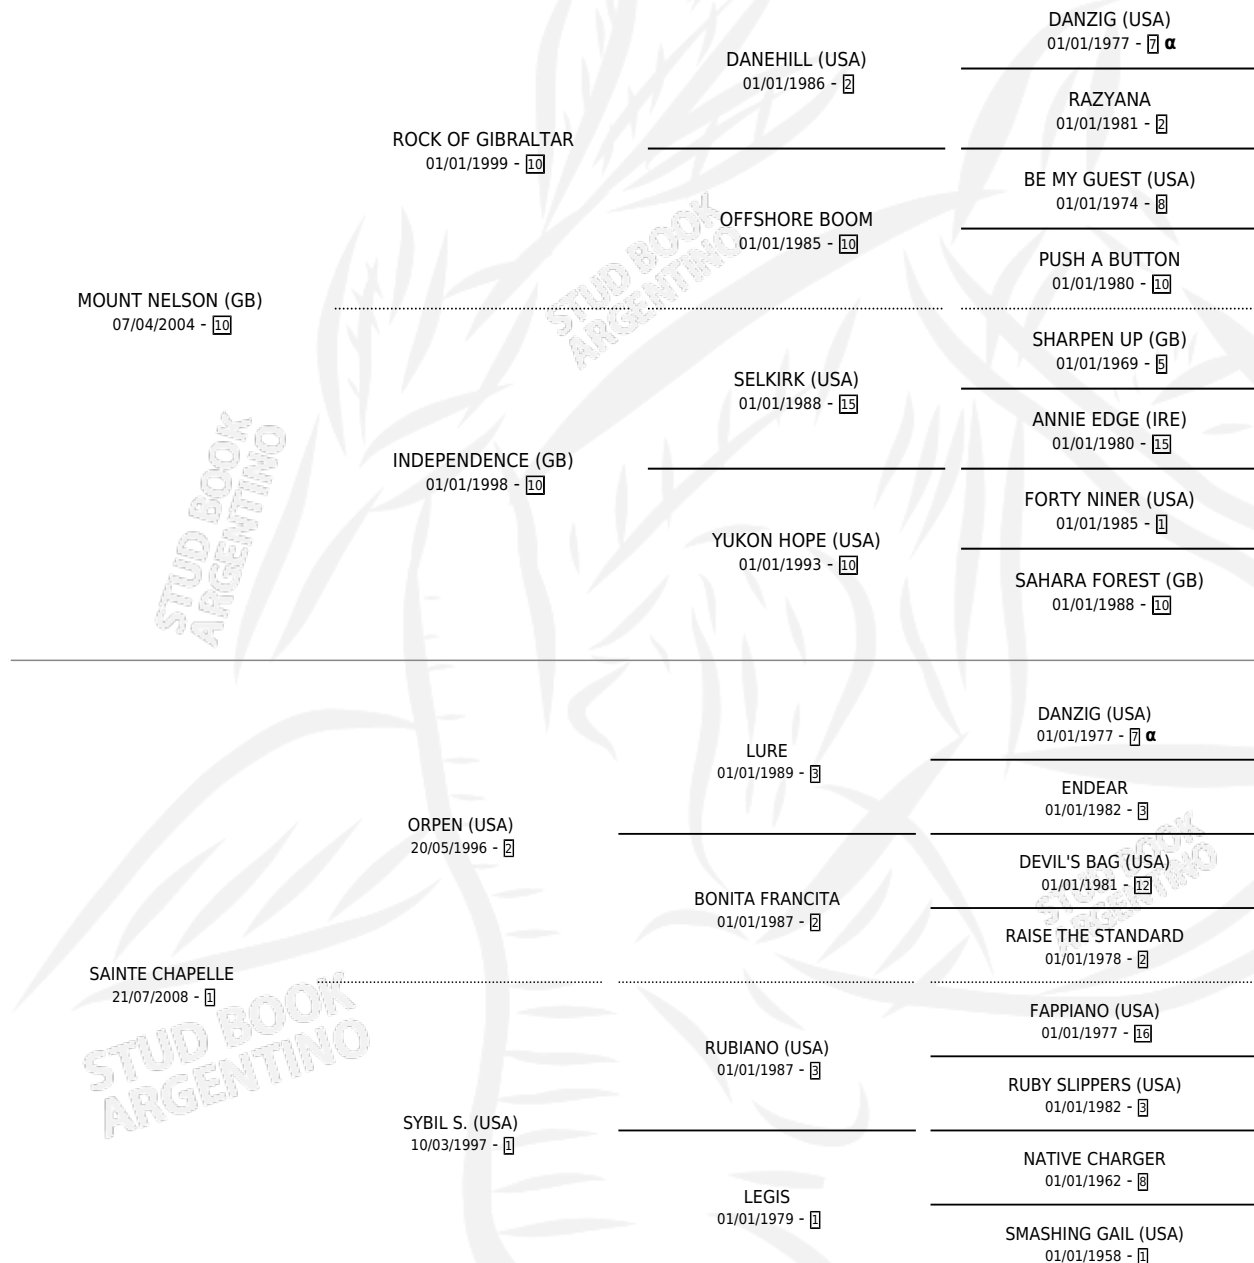 DANZIG (USA)
01/01/1977 - 7 α
DANEHILL (USA)
01/01/1986 - 2
RAZYANA
01/01/1981 - 2
ROCK OF GIBRALTAR
01/01/1999 - 10
BE MY GUEST (USA)
01/01/1974 - 8
OFFSHORE BOOM
01/01/1985 - 10
PUSH A BUTTON
01/01/1980 - 10
MOUNT NELSON (GB)
07/04/2004 - 10
SHARPEN UP (GB)
01/01/1969 - 5
SELKIRK (USA)
01/01/1988 - 15
ANNIE EDGE (IRE)
01/01/1980 - 15
INDEPENDENCE (GB)
01/01/1998 - 10
FORTY NINER (USA)
01/01/1985 - 1
YUKON HOPE (USA)
01/01/1993 - 10
SAHARA FOREST (GB)
01/01/1988 - 10
DANZIG (USA)
01/01/1977 - 7 α
LURE
01/01/1989 - 3
ENDEAR
01/01/1982 - 3
ORPEN (USA)
20/05/1996 - 2
DEVIL'S BAG (USA)
01/01/1981 - 12
BONITA FRANCITA
01/01/1987 - 2
RAISE THE STANDARD
01/01/1978 - 2
SAINTE CHAPELLE
21/07/2008 - 1
FAPPIANO (USA)
01/01/1977 - 16
RUBIANO (USA)
01/01/1987 - 3
RUBY SLIPPERS (USA)
01/01/1982 - 3
SYBIL S. (USA)
10/03/1997 - 1
NATIVE CHARGER
01/01/1962 - 8
LEGIS
01/01/1979 - 1
SMASHING GAIL (USA)
01/01/1958 - 1
STUD BOOK
ARGENTINO
STUD BOOK
ARGENTINO
STUD BOOK
ARGENTINO
STUD BOOK
ARGENTINO